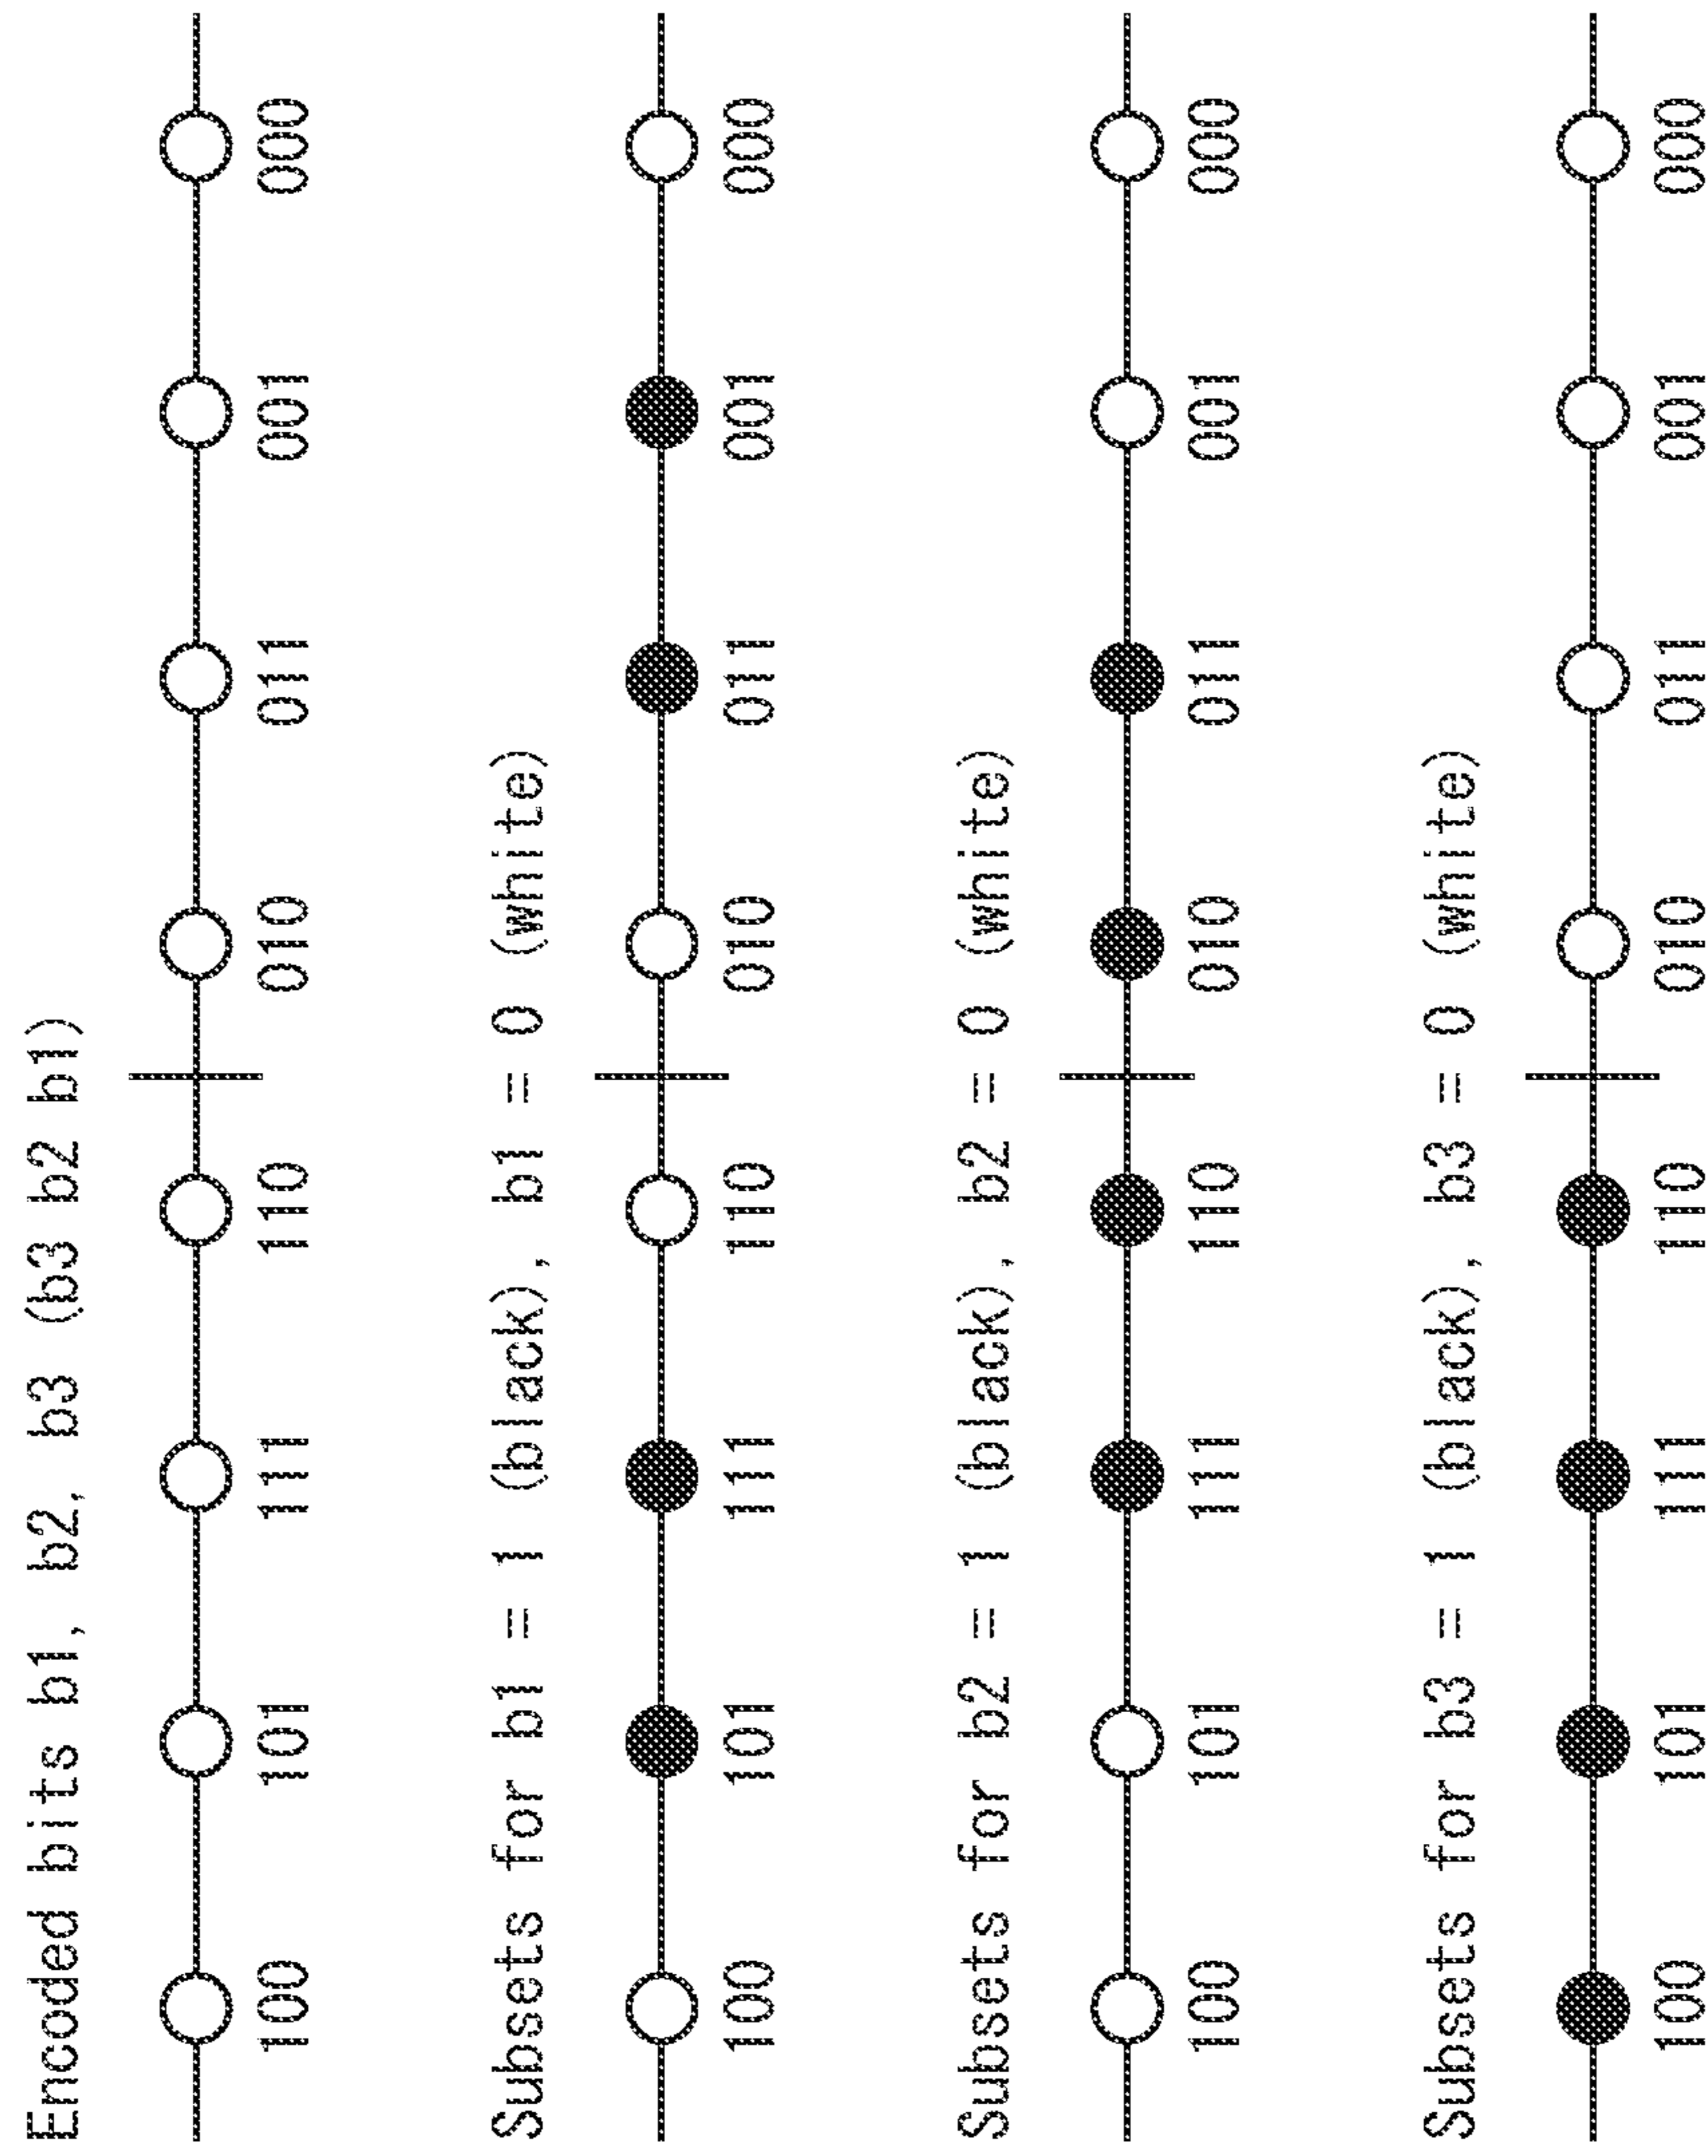 Encoded bits b1, b2, b3 (b3 b2 b1)
100 101 111 110 010 011 001 000
Subsets for b1 = 1 (black), b1 = 0 (white)
100 101 111 110 010 011 001 000
Subsets for b2 = 1 (black), b2 = 0 (white)
100 101 111 110 010 011 001 000
Subsets for b3 = 1 (black), b3 = 0 (white)
100 101 111 110 010 011 001 000